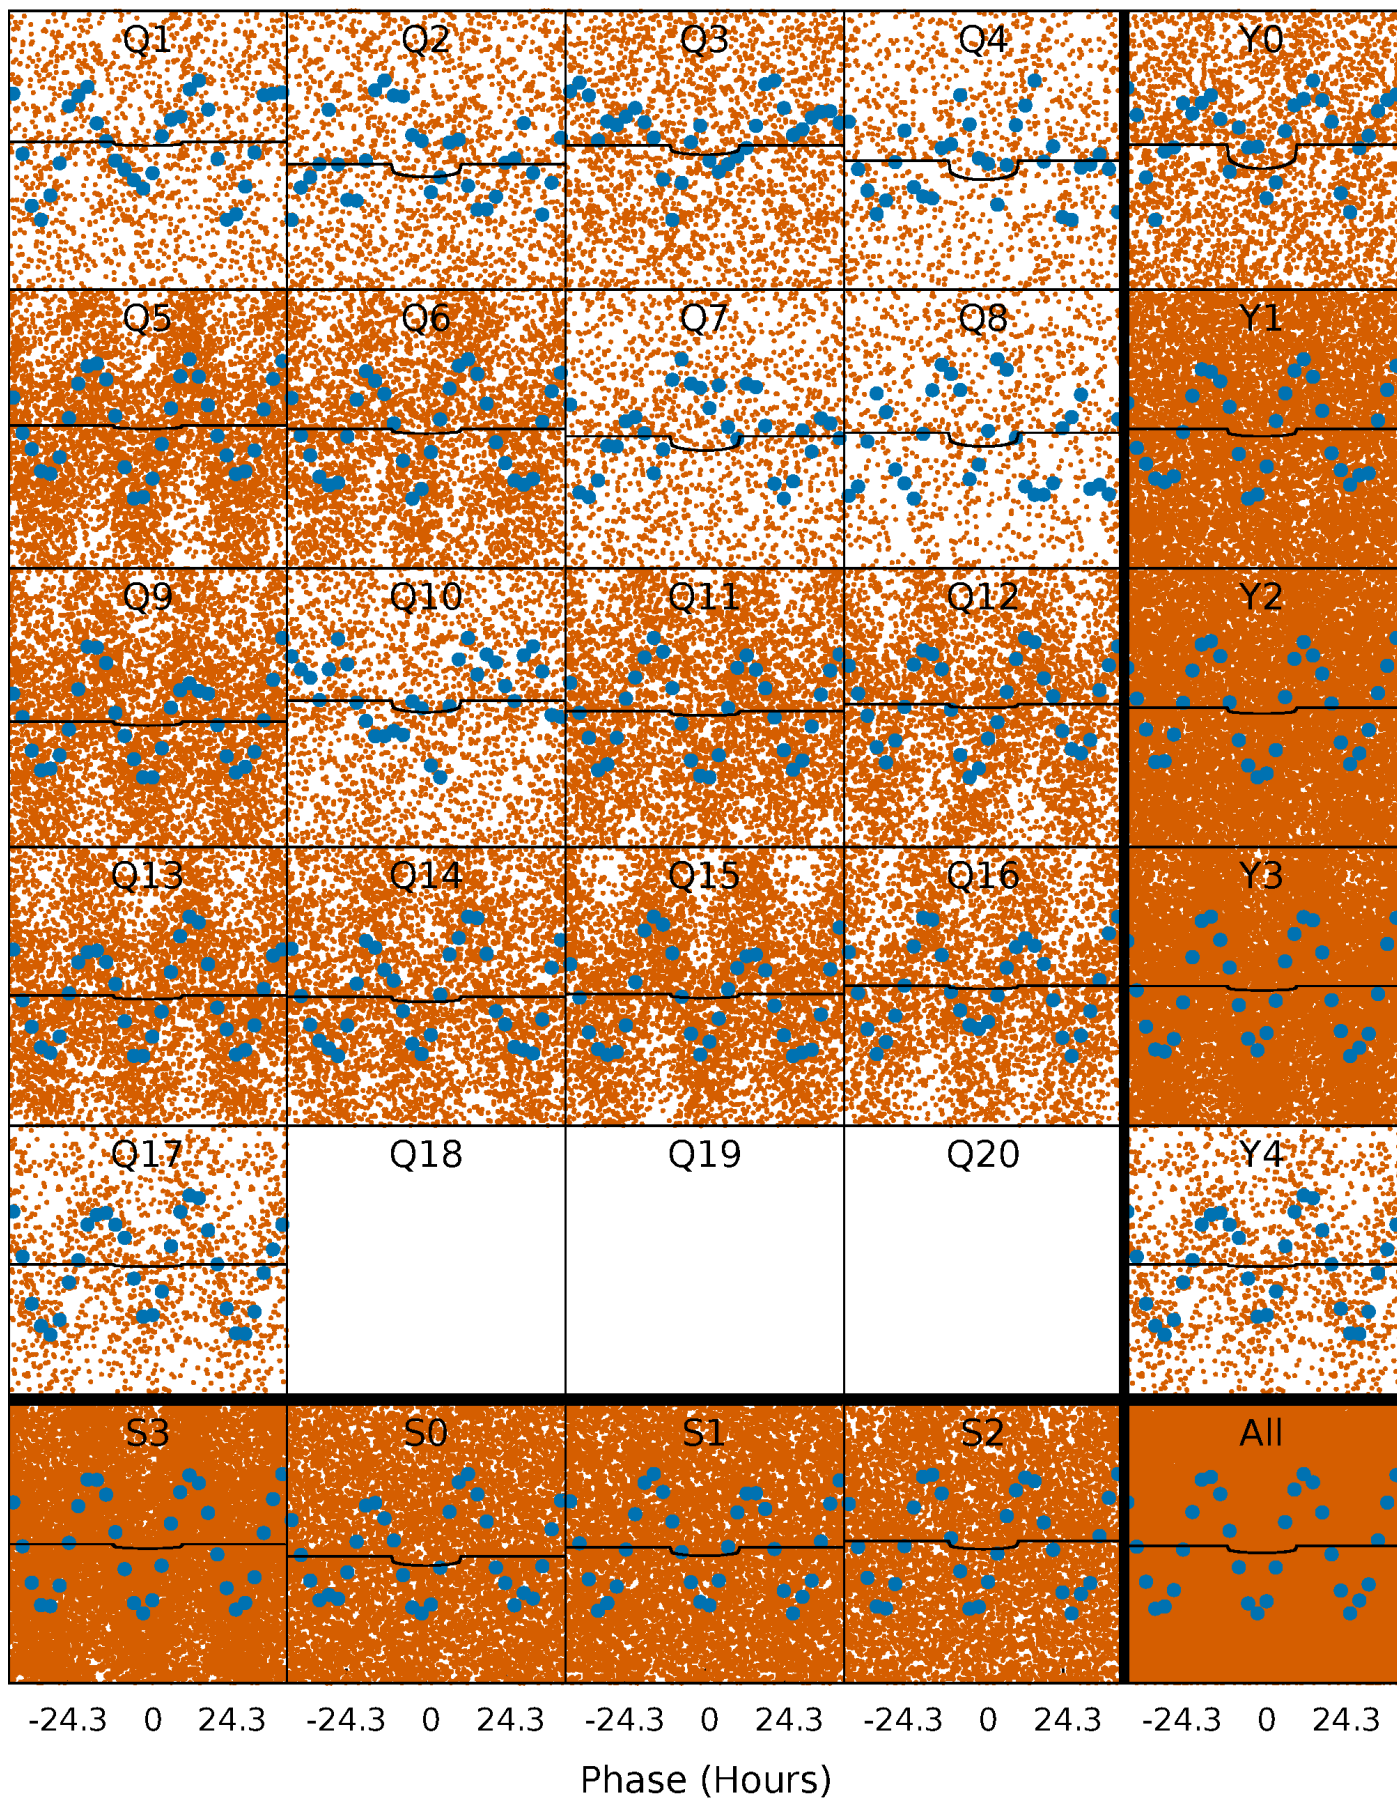 Q1 Q2 Q3 Q4 Y0
Q5 Q6 Q7 Q8 Y1
Q9 Q10 Q11 Q12 Y2
Q13 Q14 Q15 Q16 Y3
Q17 Q18 Q19 Q20 Y4
S3 S0 S1 S2 All
-24.3 0 24.3 -24.3 0 24.3 -24.3 0 24.3 -24.3 0 24.3 -24.3 0 24.3
Phase (Hours)